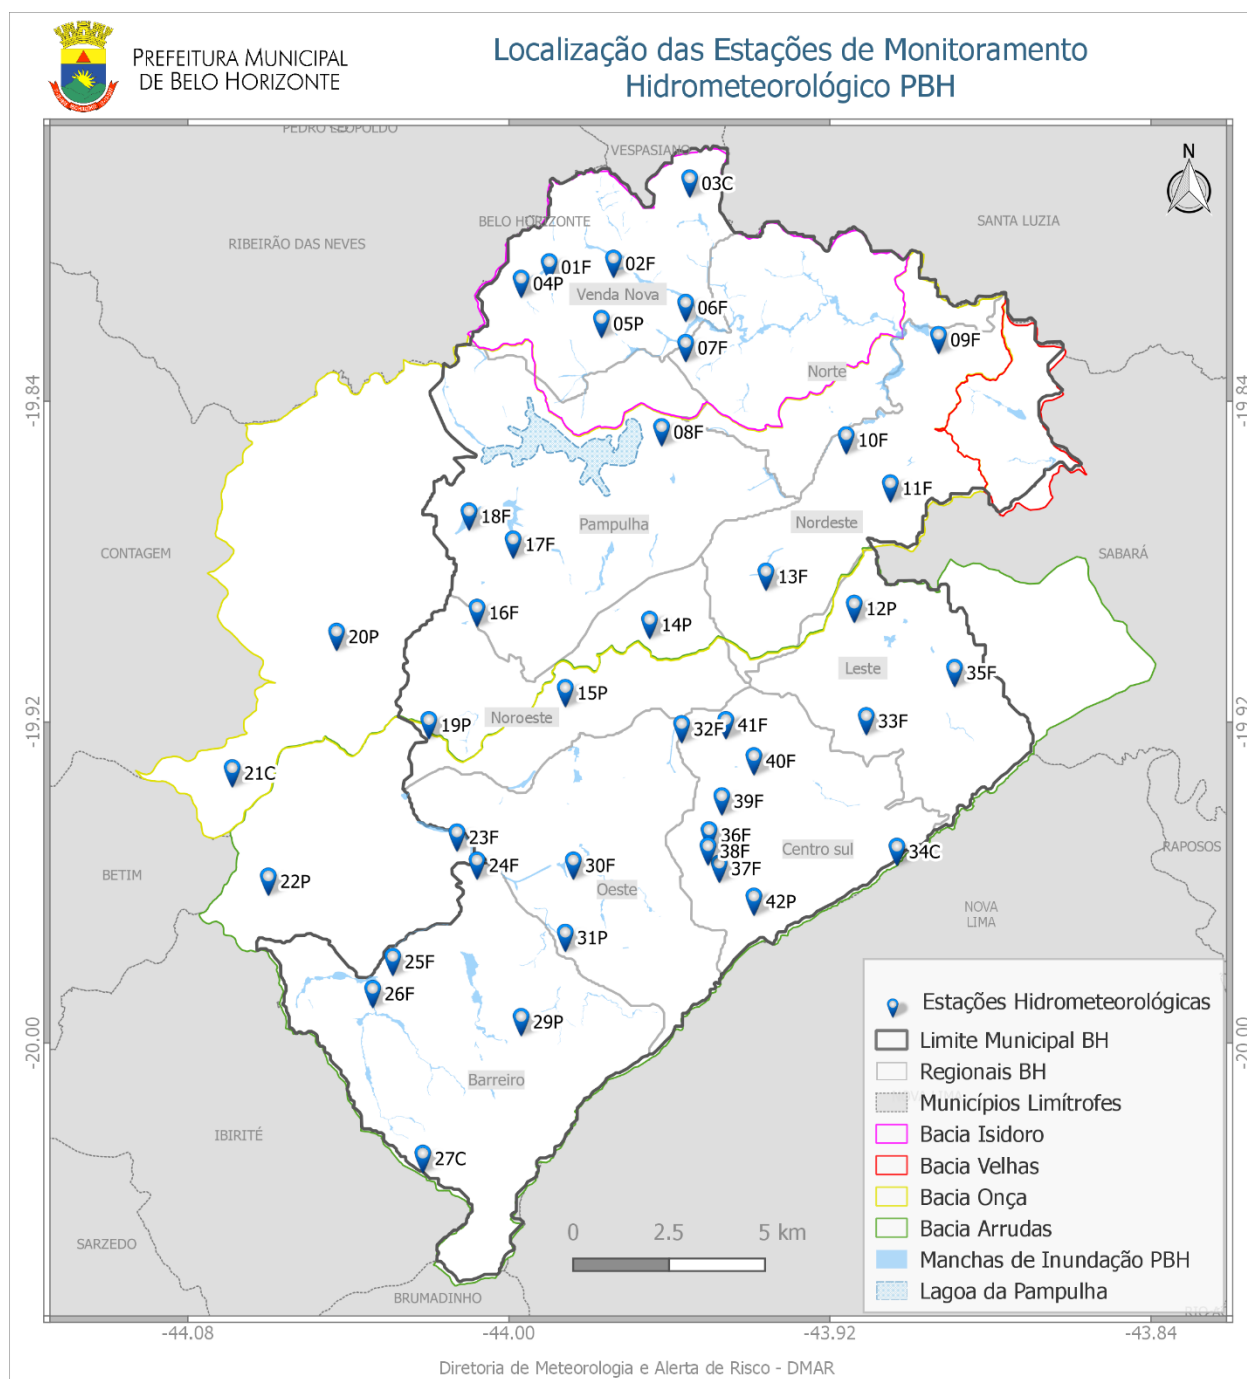 PREFEITURA MUNICIPAL
DE BELO HORIZONTE
Localização das Estações de Monitoramento
Hidrometeorológico PBH
PEDRO LEOPOLDO
VESPASIANO
N
03C
SANTA LUZIA
BELO HORIZONTE
RIBEIRÃO DAS NEVES
01F
02F
04P
Venda Nova
06F
05P
07F
09F
Norte
-19.84
-19.84
08F
10F
11F
18F
Pampulha
Nordeste
17F
CONTAGEM
SABARÁ
13F
16F
12P
14P
20P
Leste
35F
15P
Noroeste
19P
32F
41F
33F
-19.92
-19.92
40F
21C
39F
23F
36F
38F
Centro sul
34C
RAPOSOS
24F
30F
37F
BETIM
22P
Oeste
42P
NOVA
LIMA
31P
25F
26F
29P
-20.00
-20.00
Barreiro
IBIRITÉ
27C
SARZEDO
BRUMADINHO
0
2.5
5 km
Estações Hidrometeorológicas
Limite Municipal BH
Regionais BH
Municípios Limítrofes
Bacia Isidoro
Bacia Velhas
Bacia Onça
Bacia Arrudas
Manchas de Inundação PBH
Lagoa da Pampulha
-44.08
-44.00
-43.92
-43.84
Diretoria de Meteorologia e Alerta de Risco - DMAR